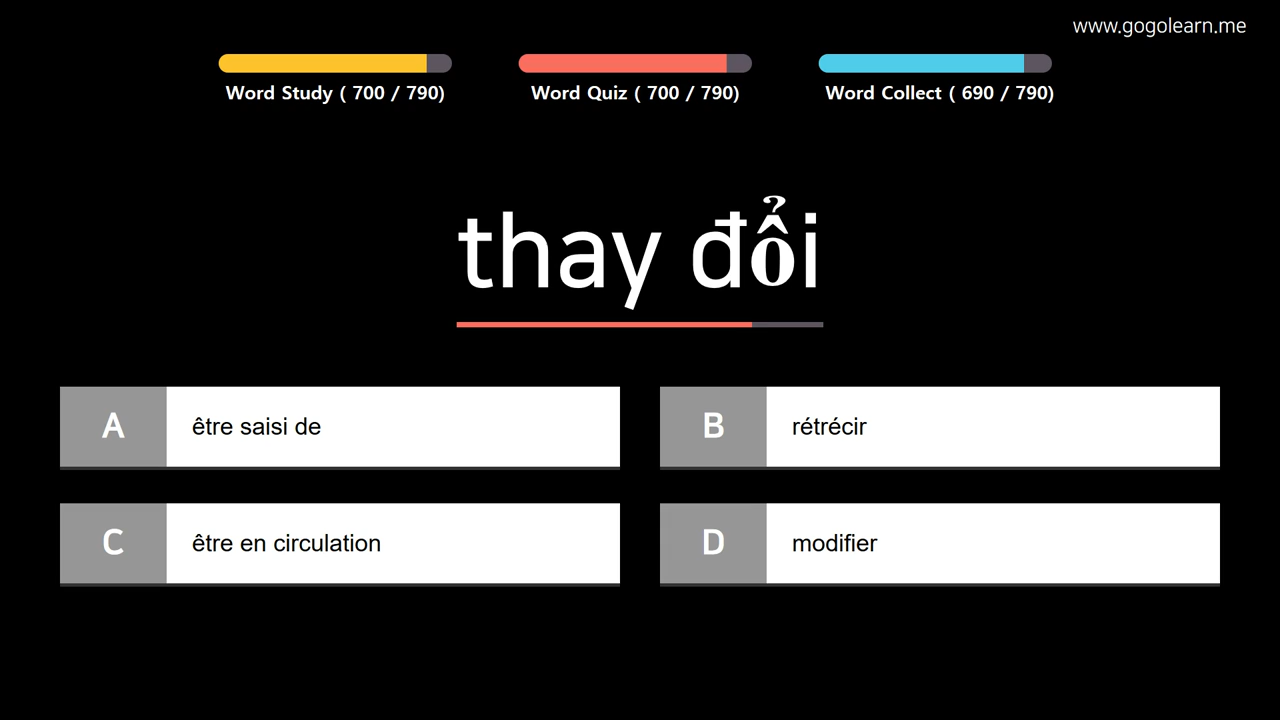 www.gogolearn.me
Word Study ( 700 / 790)
Word Quiz ( 700 / 790)
Word Collect ( 690 / 790)
thay đổi
A être saisi de
B rétrécir
C être en circulation
D modifier